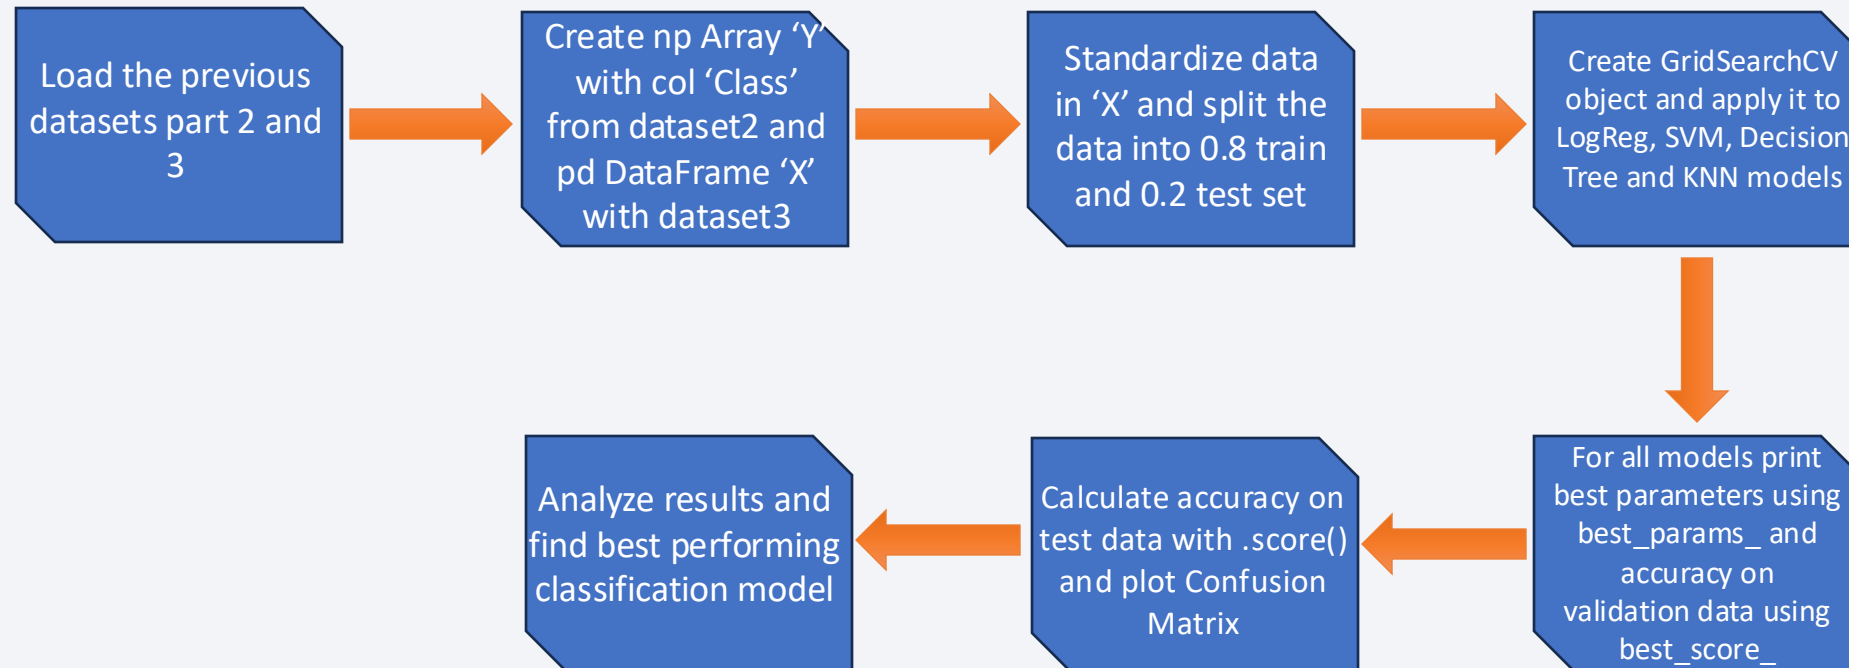 Load the previous
datasets part 2 and
3
Create np Array ‘Y’
with col ‘Class’
from dataset2 and
pd DataFrame ‘X’
with dataset3
Standardize data
in ‘X’ and split the
data into 0.8 train
and 0.2 test set
Create GridSearchCV
object and apply it to
LogReg, SVM, Decision
Tree and KNN models
For all models print
best parameters using
best_params_ and
accuracy on
validation data using
best_score_
Calculate accuracy on
test data with .score()
and plot Confusion
Matrix
Analyze results and
find best performing
classification model